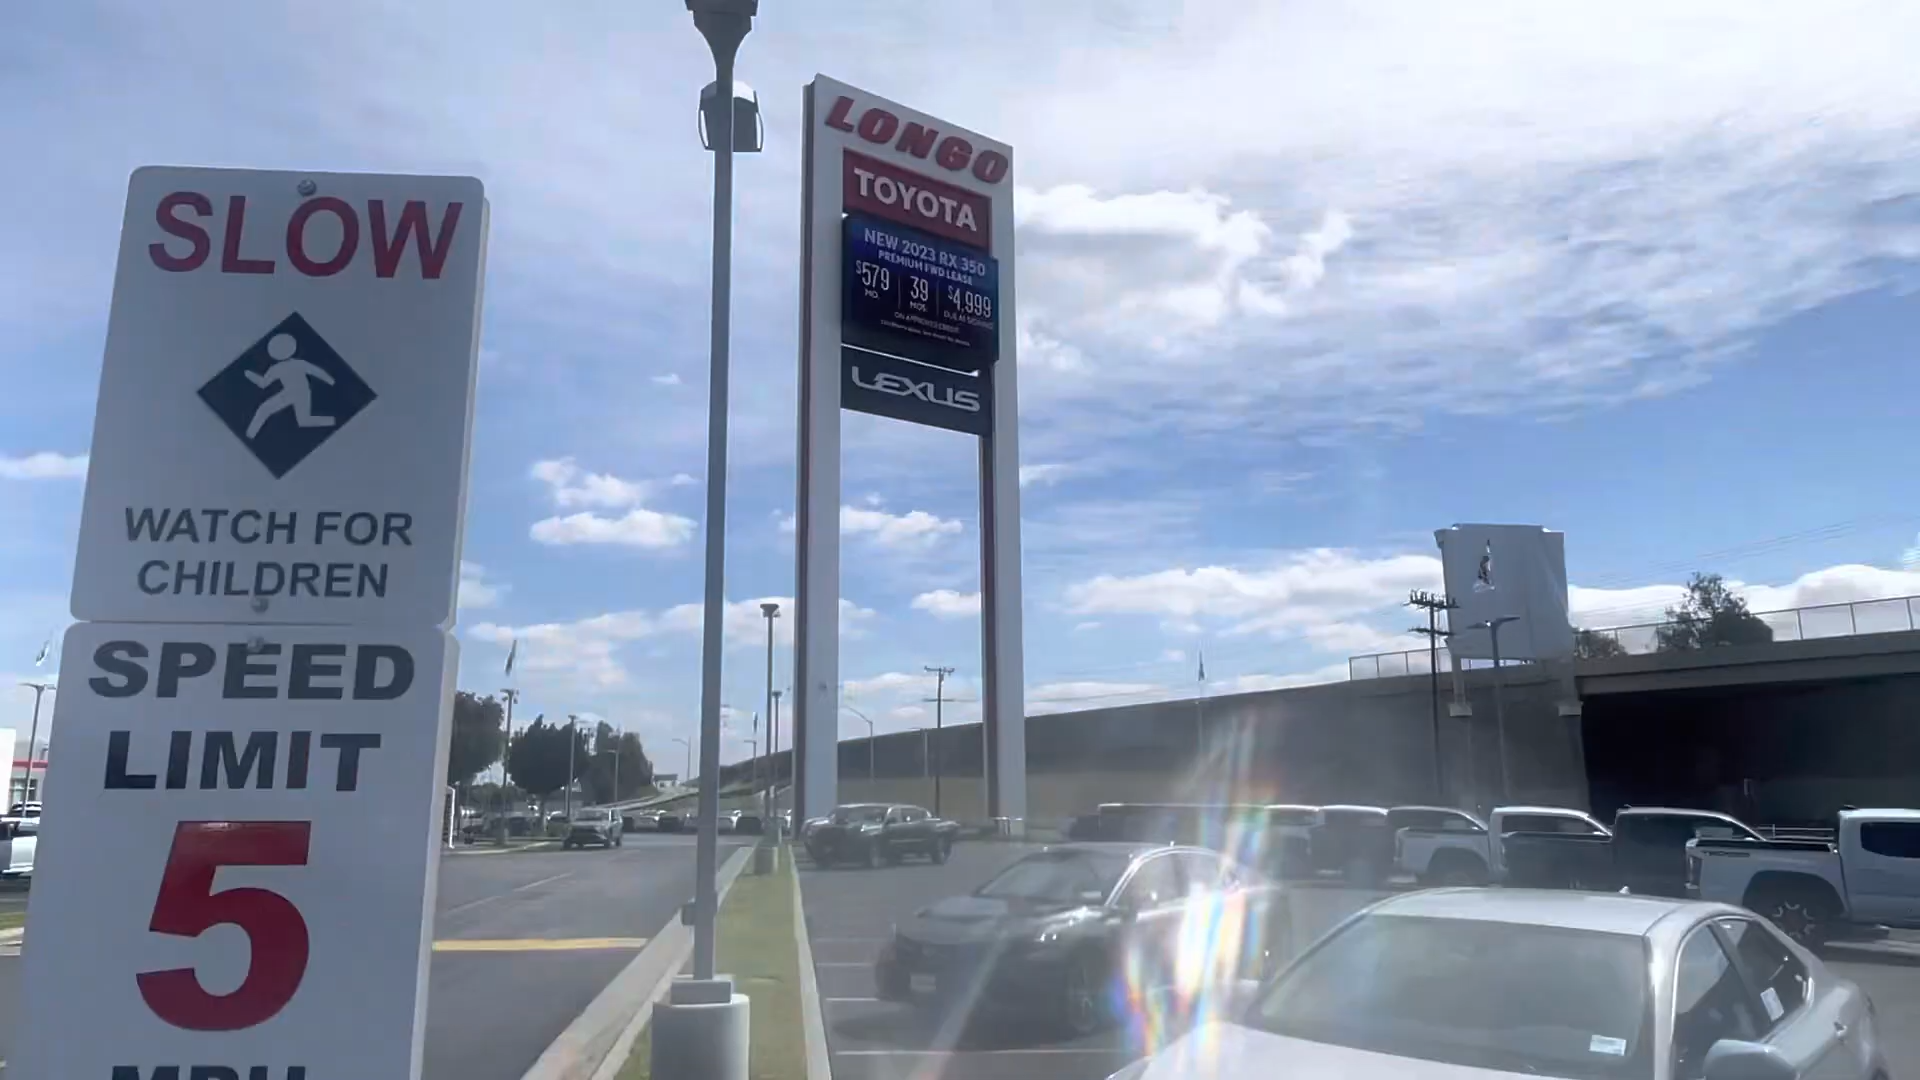 SLOW
WATCH FOR
CHILDREN
SPEED
LIMIT
5
MPH
LONGO
TOYOTA
NEW 2023 RX 350
PREMIUM FWD LEASE
$579 MO.
39 MOS.
$4,999 DUE AT SIGNING
ON APPROVED CREDIT
LEXUS